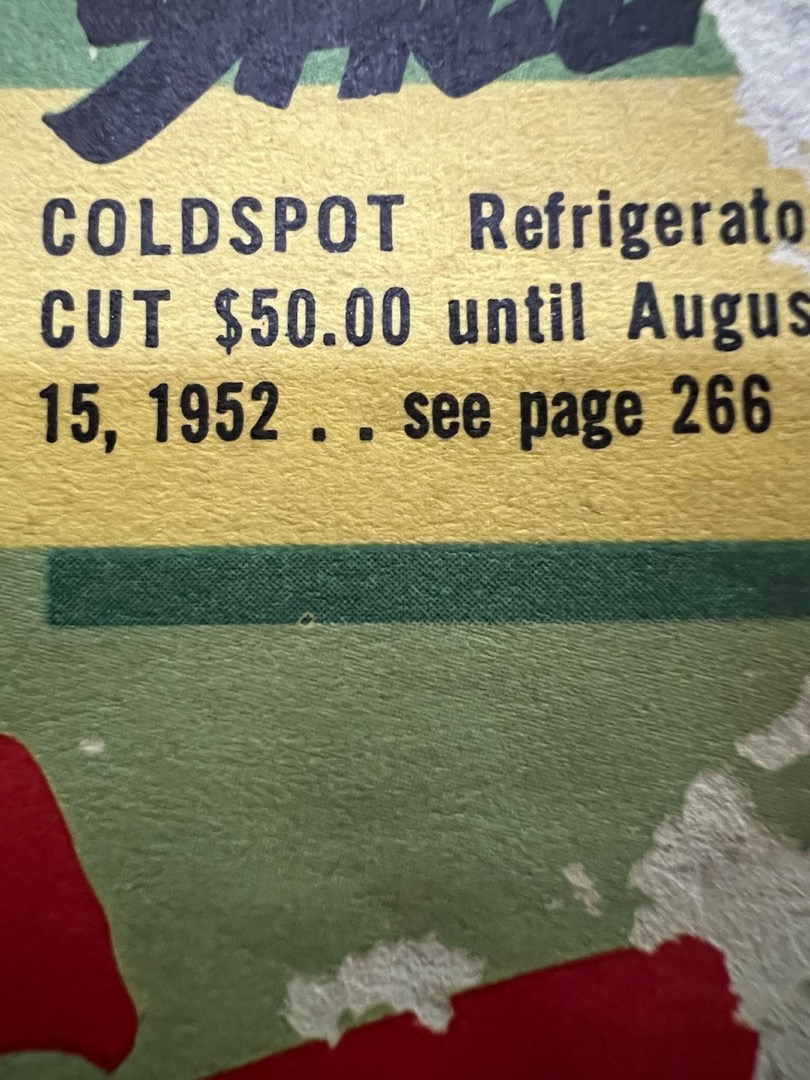 COLDSPOT Refrigerato
CUT $50.00 until Augus
15, 1952 . . see page 266